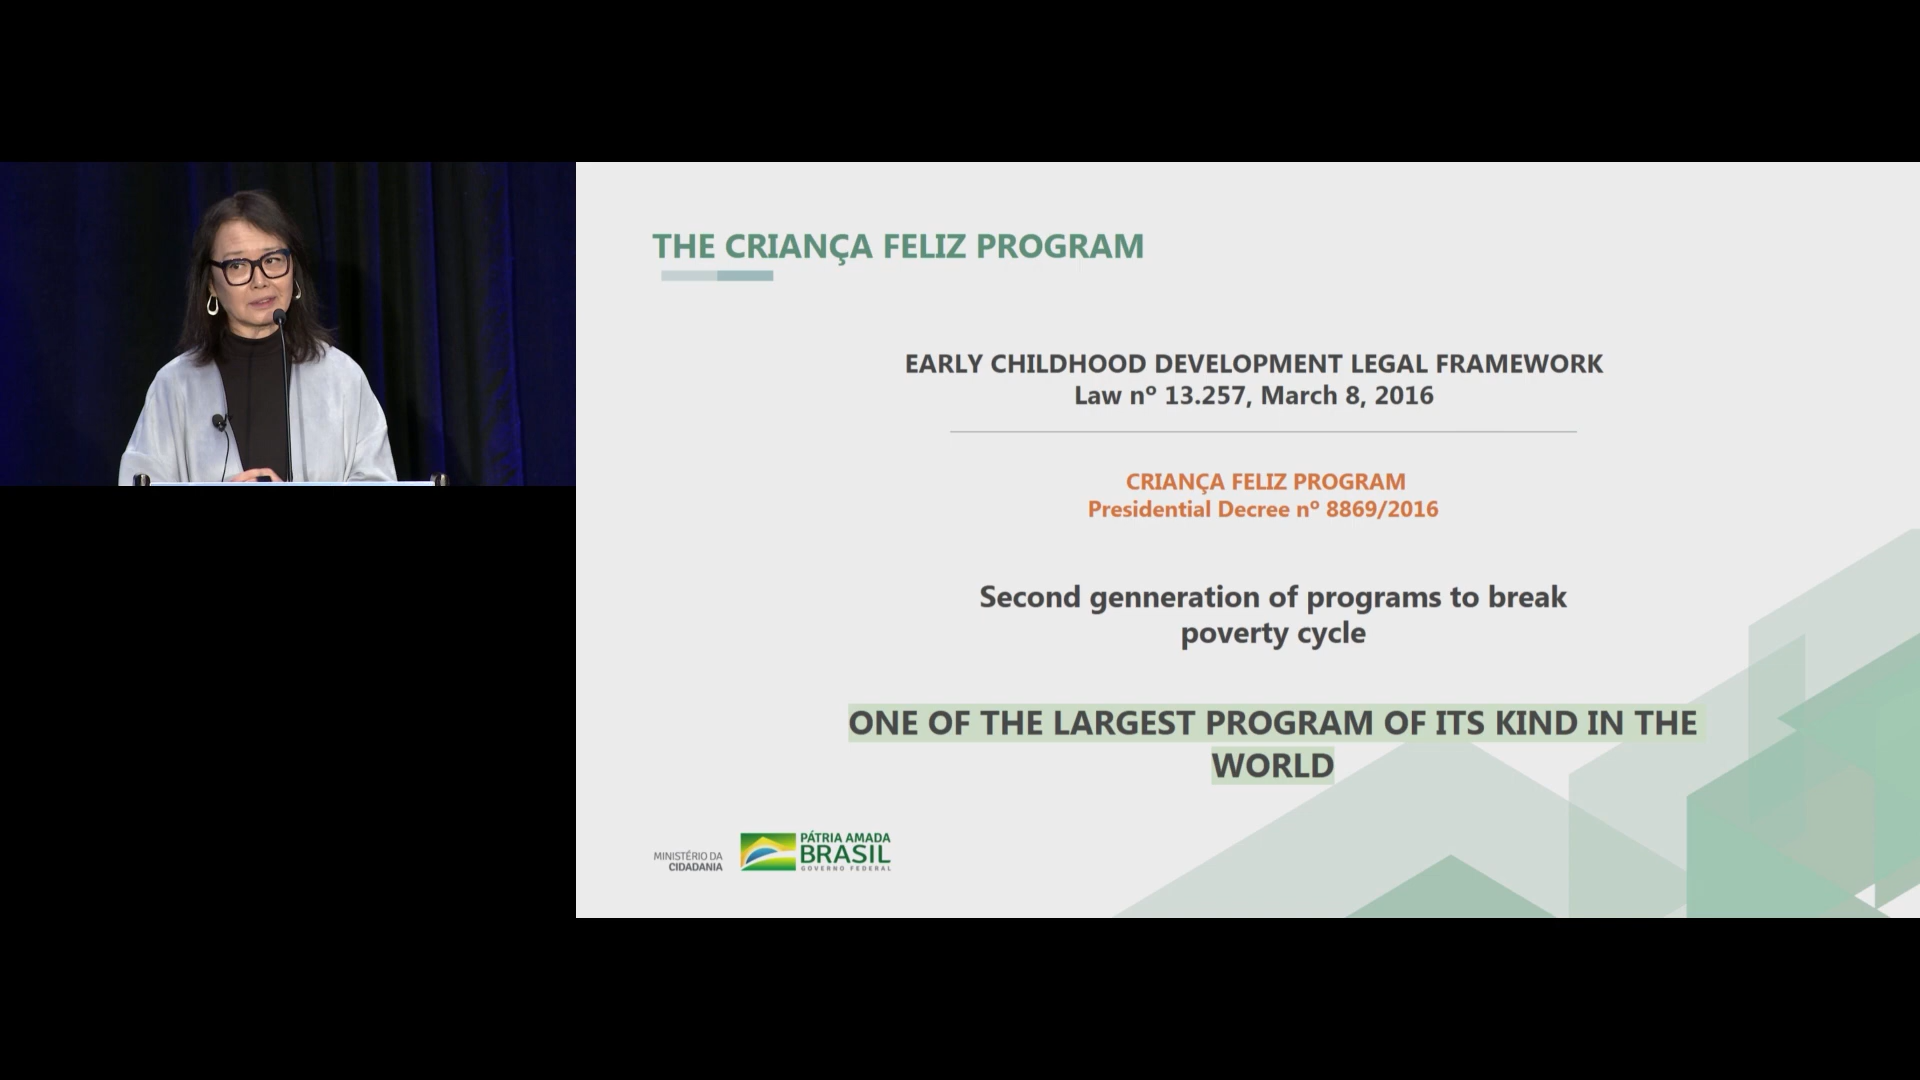 THE CRIANÇA FELIZ PROGRAM
EARLY CHILDHOOD DEVELOPMENT LEGAL FRAMEWORK
Law nº 13.257, March 8, 2016
CRIANÇA FELIZ PROGRAM
Presidential Decree nº 8869/2016
Second genneration of programs to break
poverty cycle
ONE OF THE LARGEST PROGRAM OF ITS KIND IN THE
WORLD
MINISTÉRIO DA
CIDADANIA
PÁTRIA AMADA
BRASIL
GOVERNO FEDERAL